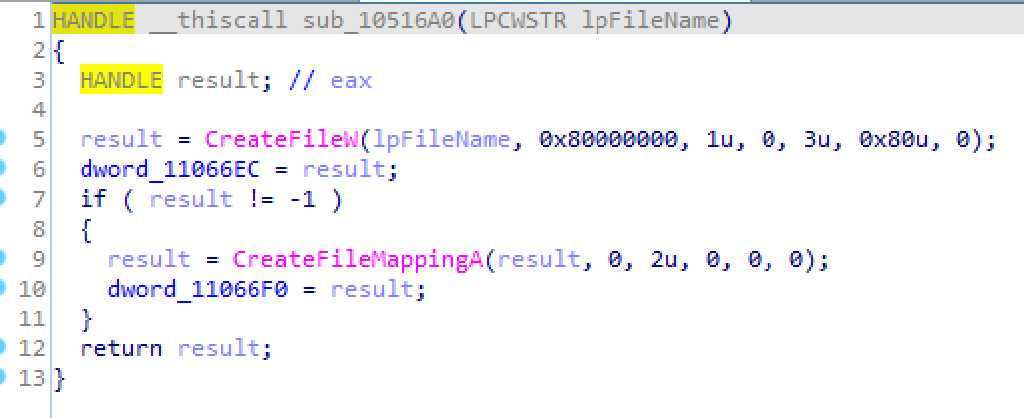 1 HANDLE __thiscall sub_10516A0(LPCWSTR lpFileName)
2 {
3 HANDLE result; // eax
4
5 result = CreateFileW(lpFileName, 0x80000000, 1u, 0, 3u, 0x80u, 0);
6 dword_11066EC = result;
7 if ( result != -1 )
8 {
9 result = CreateFileMappingA(result, 0, 2u, 0, 0, 0);
10 dword_11066F0 = result;
11 }
12 return result;
13 }